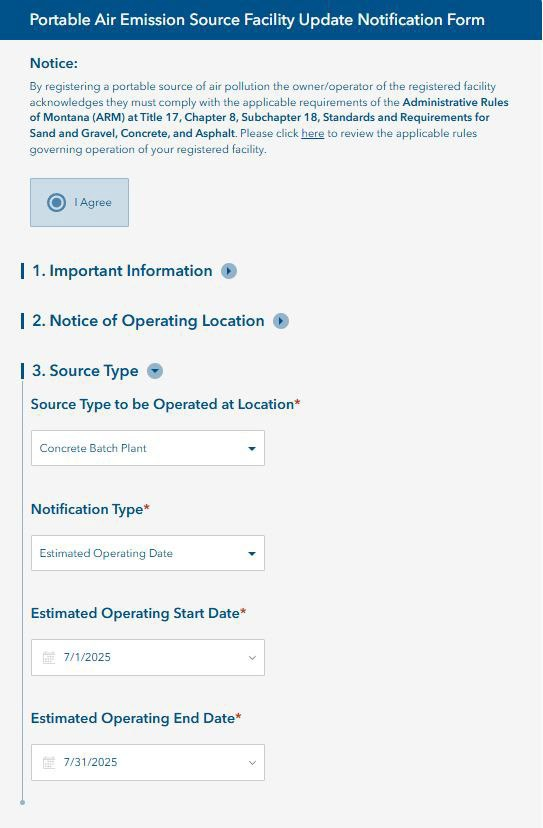 Portable Air Emission Source Facility Update Notification Form
Notice:
By registering a portable source of air pollution the owner/operator of the registered facility
acknowledges they must comply with the applicable requirements of the Administrative Rules
of Montana (ARM) at Title 17, Chapter 8, Subchapter 18, Standards and Requirements for
Sand and Gravel, Concrete, and Asphalt. Please click here to review the applicable rules
governing operation of your registered facility.
I Agree
1. Important Information
2. Notice of Operating Location
3. Source Type
Source Type to be Operated at Location*
Concrete Batch Plant
Notification Type*
Estimated Operating Date
Estimated Operating Start Date*
7/1/2025
Estimated Operating End Date*
7/31/2025